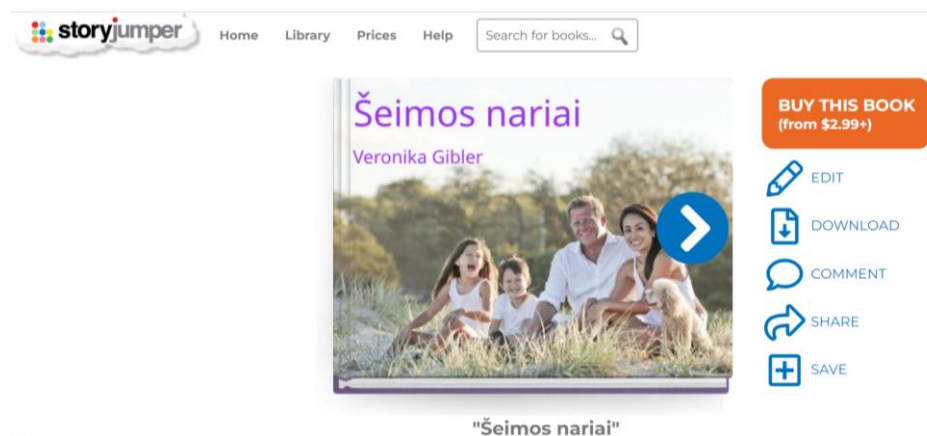 storyjumper
Home Library Prices Help Search for books...
Šeimos nariai
Veronika Gibler
BUY THIS BOOK
(from $2.99+)
EDIT
DOWNLOAD
COMMENT
SHARE
SAVE
"Šeimos nariai"